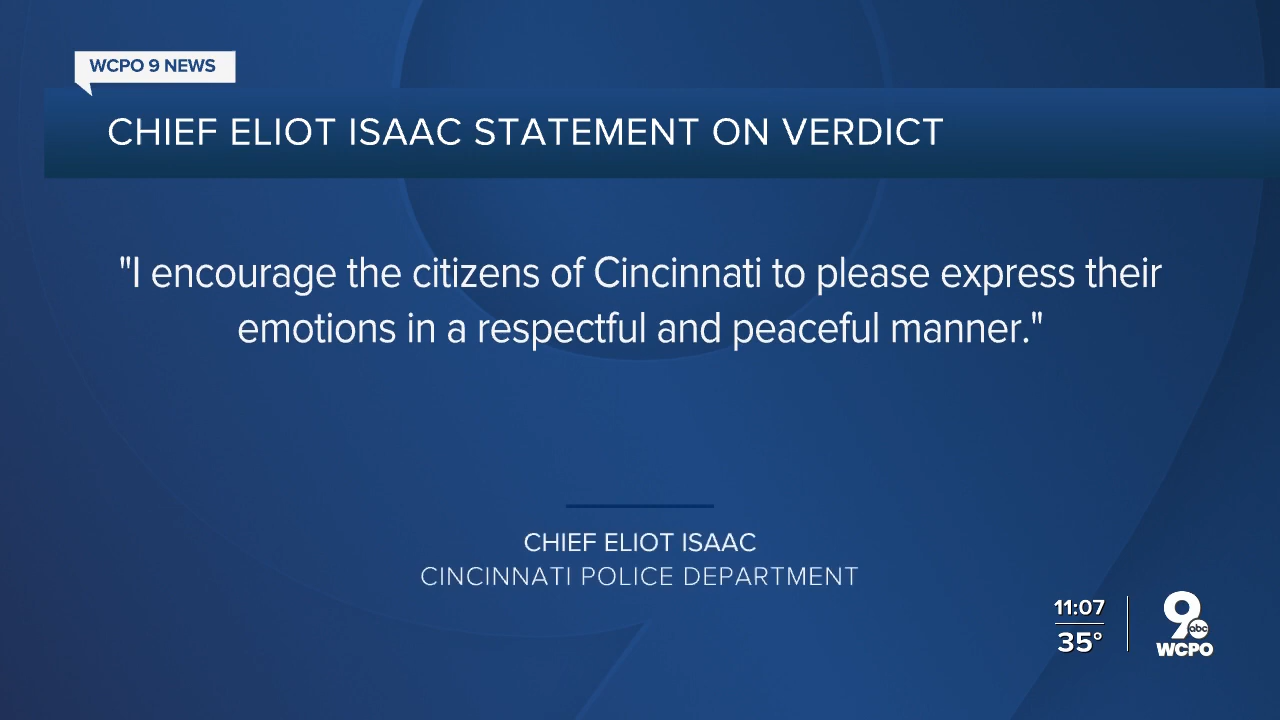 WCPO 9 NEWS
CHIEF ELIOT ISAAC STATEMENT ON VERDICT
"I encourage the citizens of Cincinnati to please express their
emotions in a respectful and peaceful manner."
CHIEF ELIOT ISAAC
CINCINNATI POLICE DEPARTMENT
11:07
35°
9
abc
WCPO